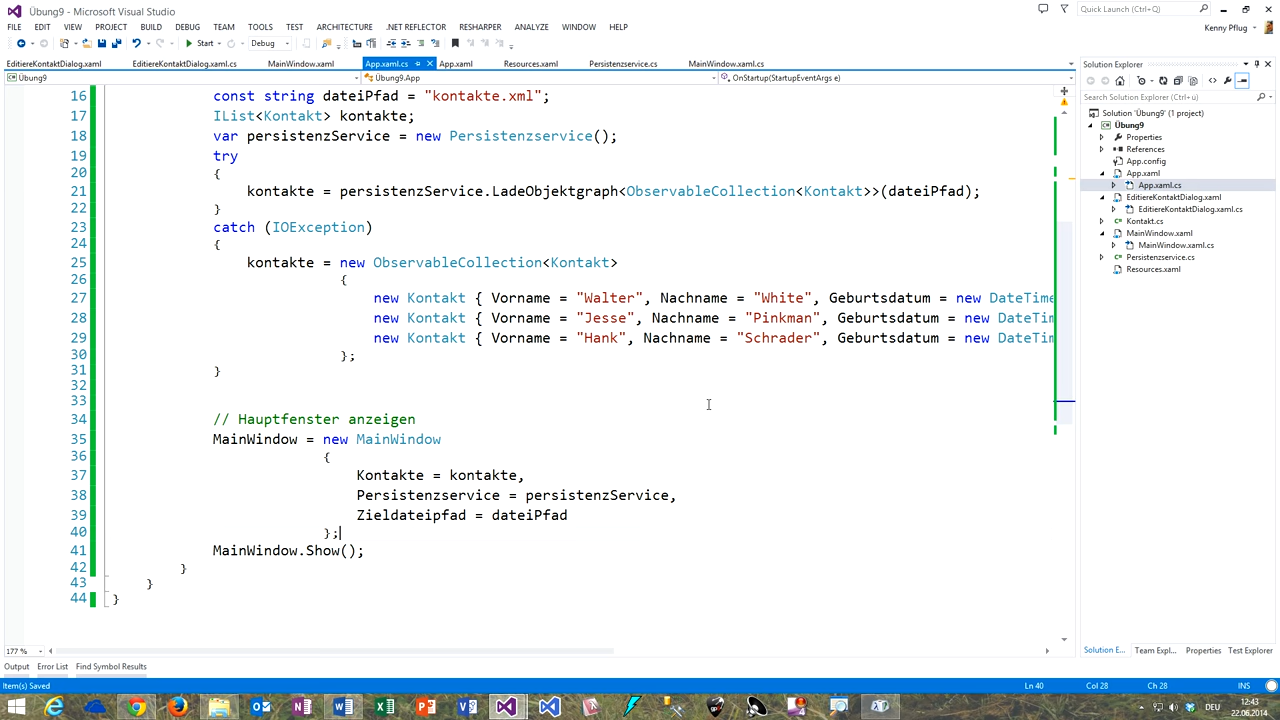 Übung9 - Microsoft Visual Studio
Quick Launch (Ctrl+Ü)
FILE EDIT VIEW PROJECT BUILD DEBUG TEAM TOOLS TEST ARCHITECTURE .NET REFLECTOR RESHARPER ANALYZE WINDOW HELP
Kenny Pflug
Start
Debug
EditiereKontaktDialog.xaml EditiereKontaktDialog.xaml.cs MainWindow.xaml App.xaml.cs App.xaml Resources.xaml Persistenzservice.cs MainWindow.xaml.cs
Übung9 Übung9.App OnStartup(StartupEventArgs e)
16 const string dateiPfad = "kontakte.xml";
17 IList<Kontakt> kontakte;
18 var persistenzService = new Persistenzservice();
19 try
20 {
21 kontakte = persistenzService.LadeObjektgraph<ObservableCollection<Kontakt>>(dateiPfad);
22 }
23 catch (IOException)
24 {
25 kontakte = new ObservableCollection<Kontakt>
26 {
27 new Kontakt { Vorname = "Walter", Nachname = "White", Geburtsdatum = new DateTime
28 new Kontakt { Vorname = "Jesse", Nachname = "Pinkman", Geburtsdatum = new DateTim
29 new Kontakt { Vorname = "Hank", Nachname = "Schrader", Geburtsdatum = new DateTim
30 };
31 }
32
33
34 // Hauptfenster anzeigen
35 MainWindow = new MainWindow
36 {
37 Kontakte = kontakte,
38 Persistenzservice = persistenzService,
39 Zieldateipfad = dateiPfad
40 };
41 MainWindow.Show();
42 }
43 }
44 }
177 %
Solution Explorer
Search Solution Explorer (Ctrl+ü)
Solution 'Übung9' (1 project)
Übung9
Properties
References
App.config
App.xaml
App.xaml.cs
EditiereKontaktDialog.xaml
EditiereKontaktDialog.xaml.cs
Kontakt.cs
MainWindow.xaml
MainWindow.xaml.cs
Persistenzservice.cs
Resources.xaml
Solution E... Team Expl... Properties Test Explorer
Output Error List Find Symbol Results
Item(s) Saved Ln 40 Col 28 Ch 28 INS
DEU
12:43
22.06.2014